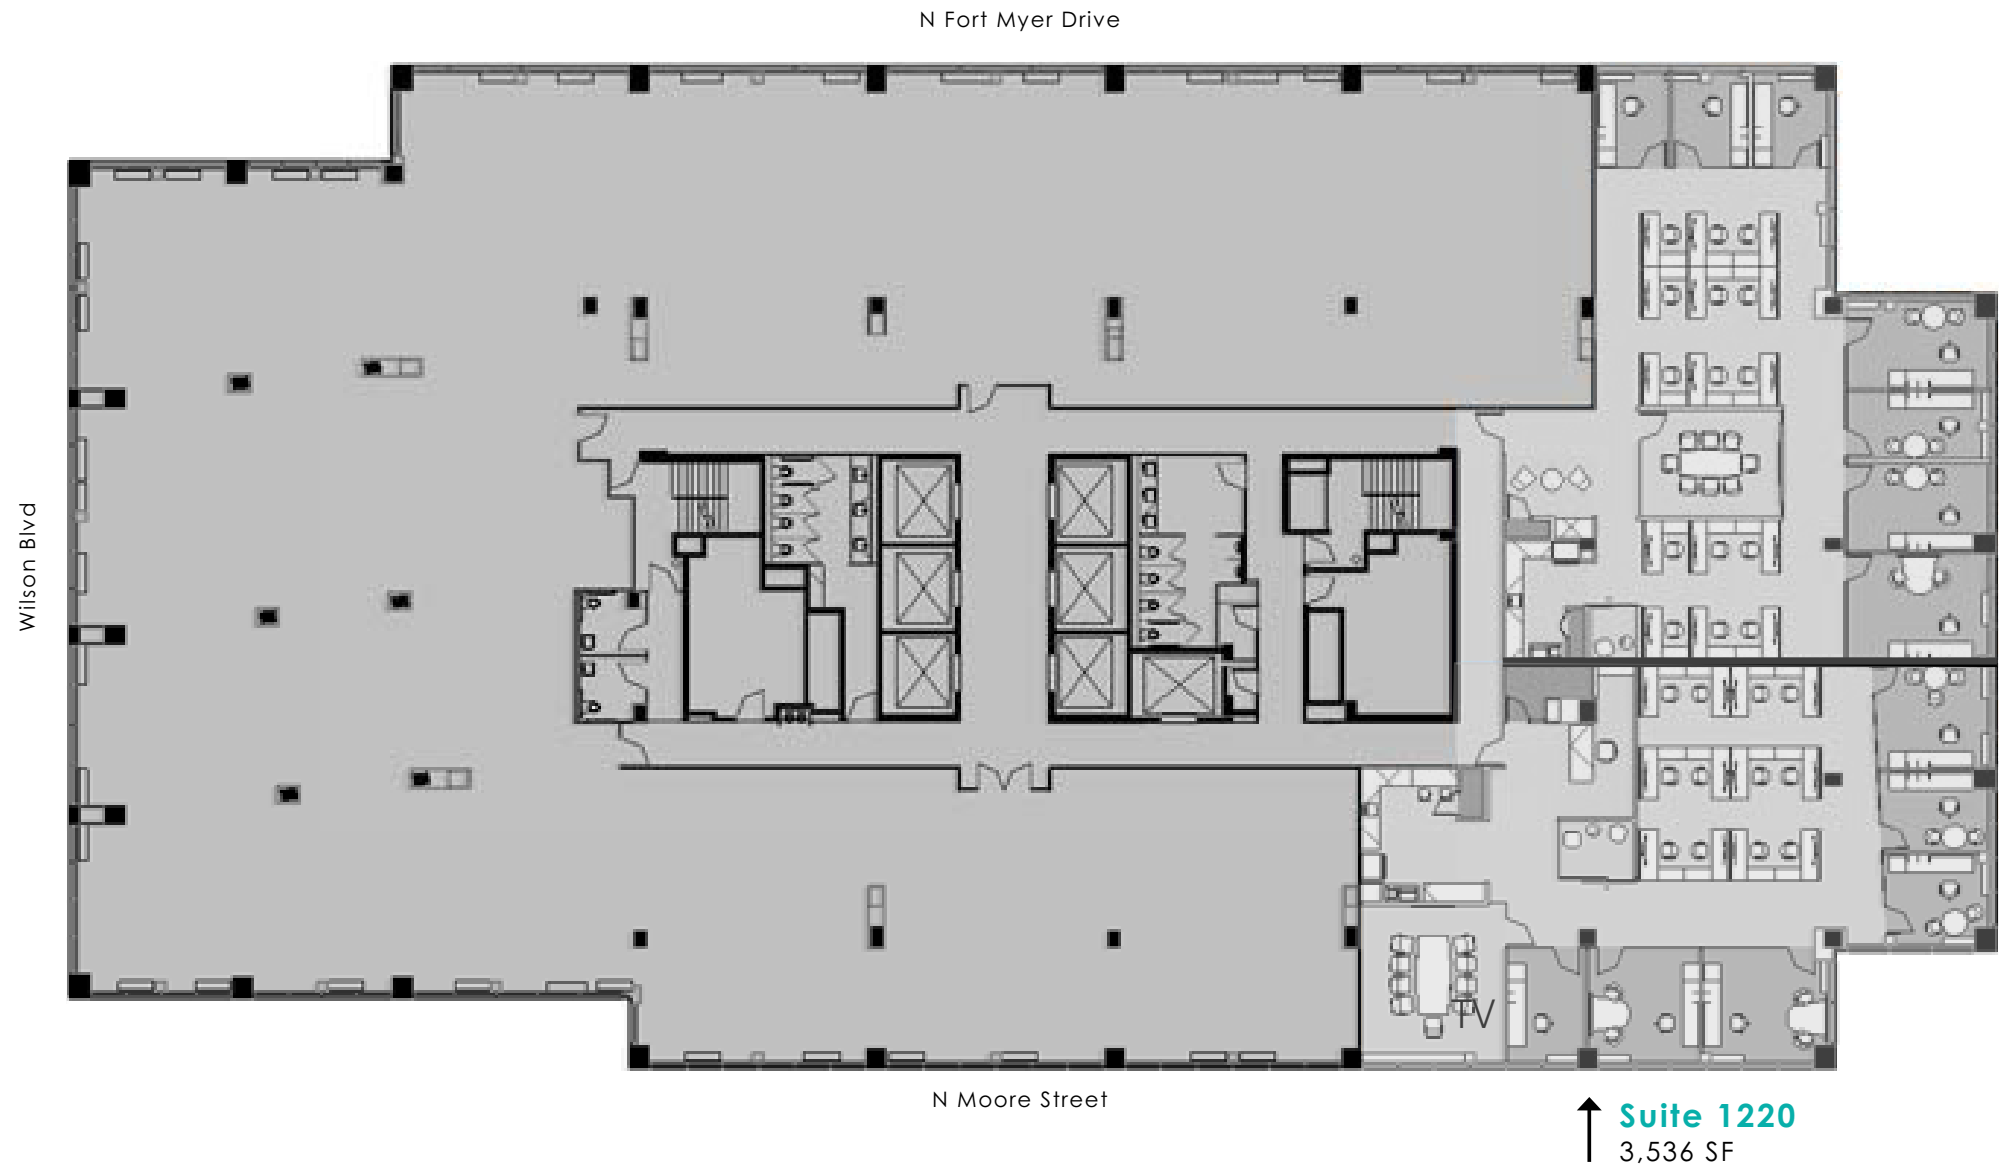 N Fort Myer Drive
Wilson Blvd
TV
N Moore Street
Suite 1220
3,536 SF